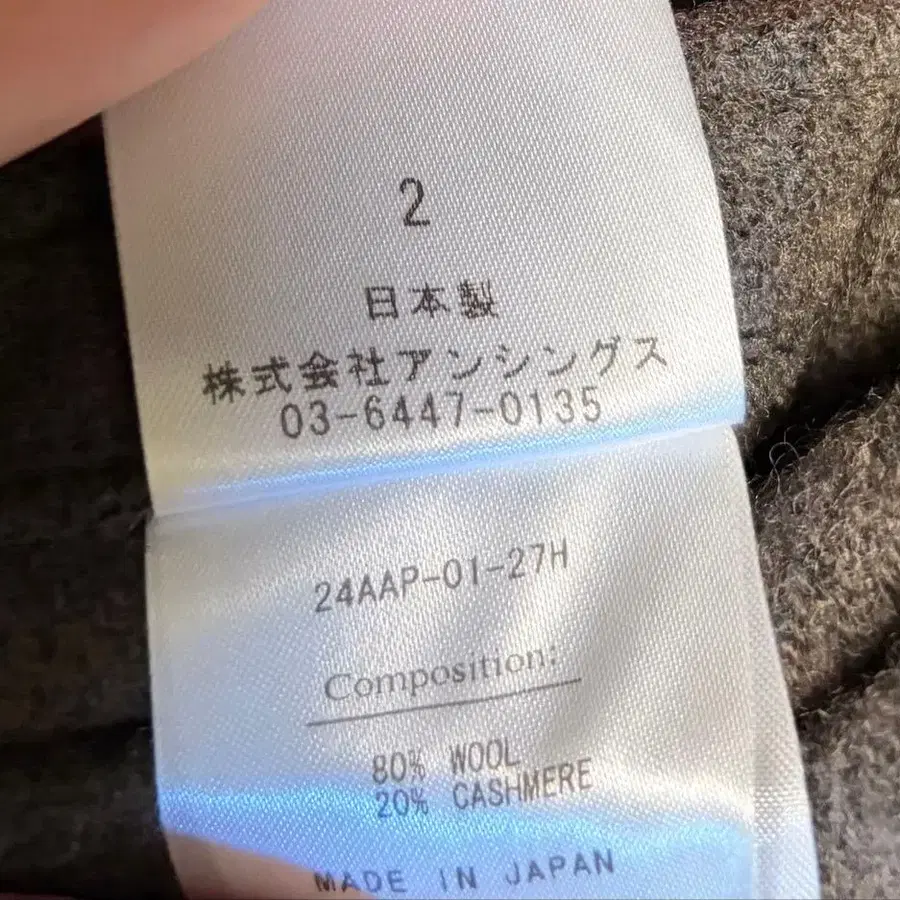 2
日本製
株式会社アンシングス
03-6447-0135
24AAP-01-27H
Composition:
80% WOOL
20% CASHMERE
MADE IN JAPAN